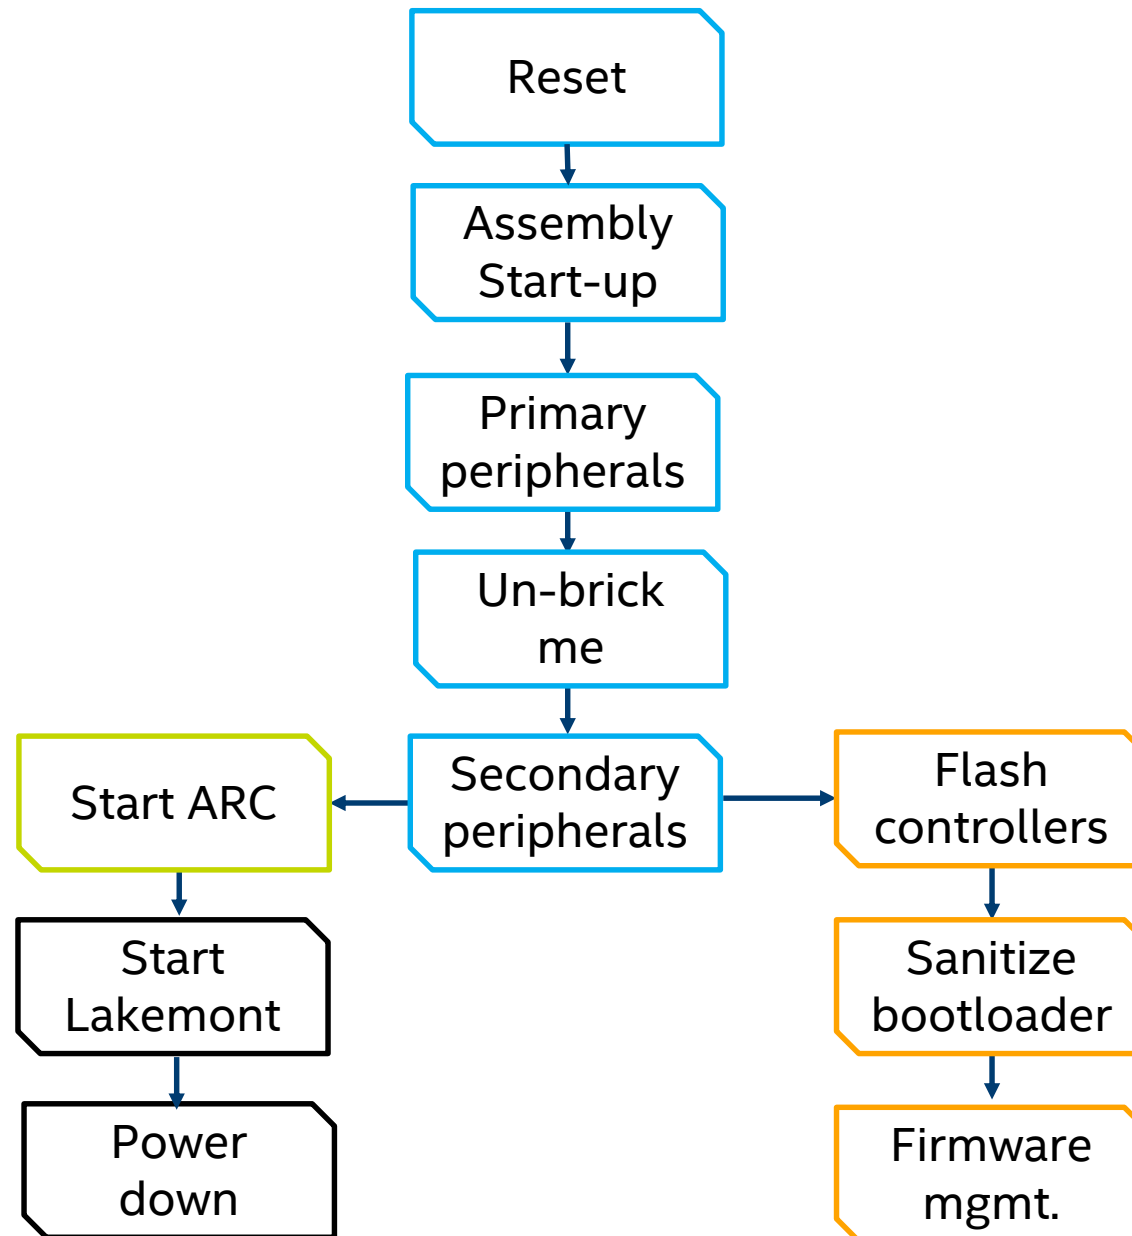 Reset
Assembly
Start-up
Primary
peripherals
Un-brick
me
Secondary
peripherals
Start ARC
Start
Lakemont
Power
down
Flash
controllers
Sanitize
bootloader
Firmware
mgmt.